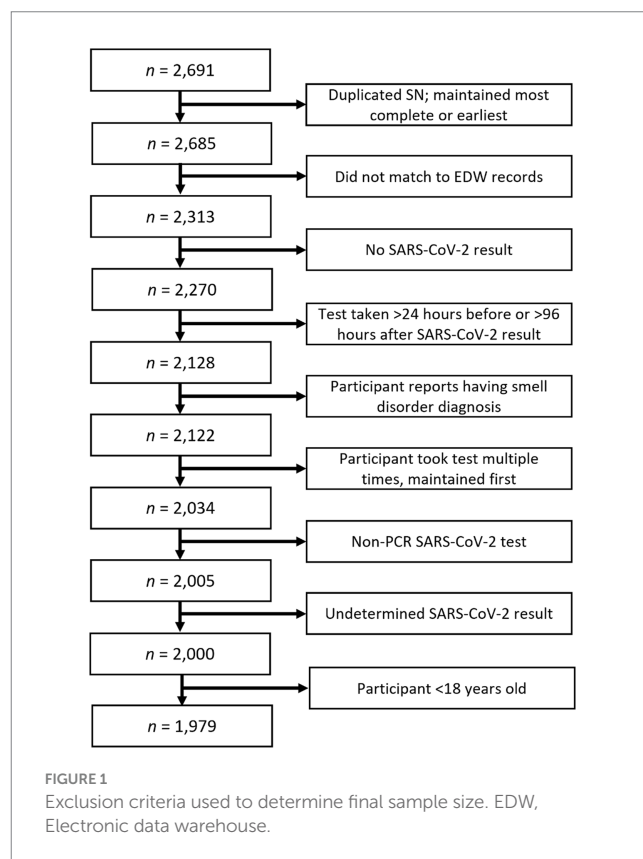 n = 2,691
Duplicated SN; maintained most
complete or earliest
n = 2,685
Did not match to EDW records
n = 2,313
No SARS-CoV-2 result
n = 2,270
Test taken >24 hours before or >96
hours after SARS-CoV-2 result
n = 2,128
Participant reports having smell
disorder diagnosis
n = 2,122
Participant took test multiple
times, maintained first
n = 2,034
Non-PCR SARS-CoV-2 test
n = 2,005
Undetermined SARS-CoV-2 result
n = 2,000
Participant <18 years old
n = 1,979
FIGURE 1
Exclusion criteria used to determine final sample size. EDW,
Electronic data warehouse.